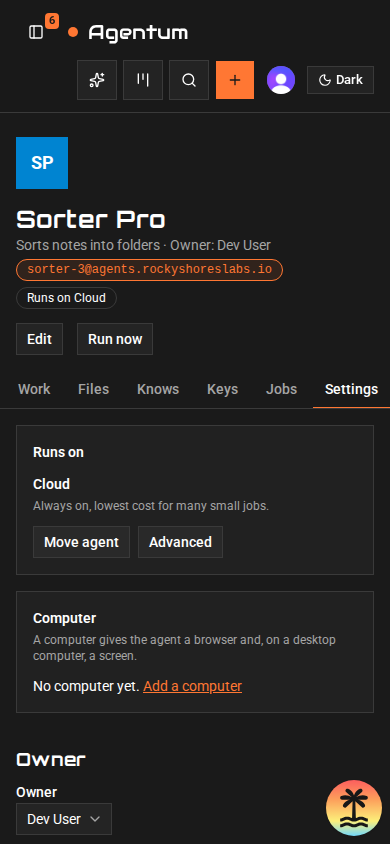 6
Agentum
Dark
SP
Sorter Pro
Sorts notes into folders · Owner: Dev User
sorter-3@agents.rockyshoreslabs.io
Runs on Cloud
Edit
Run now
Work Files Knows Keys Jobs Settings
Runs on
Cloud
Always on, lowest cost for many small jobs.
Move agent
Advanced
Computer
A computer gives the agent a browser and, on a desktop
computer, a screen.
No computer yet. Add a computer
Owner
Owner
Dev User